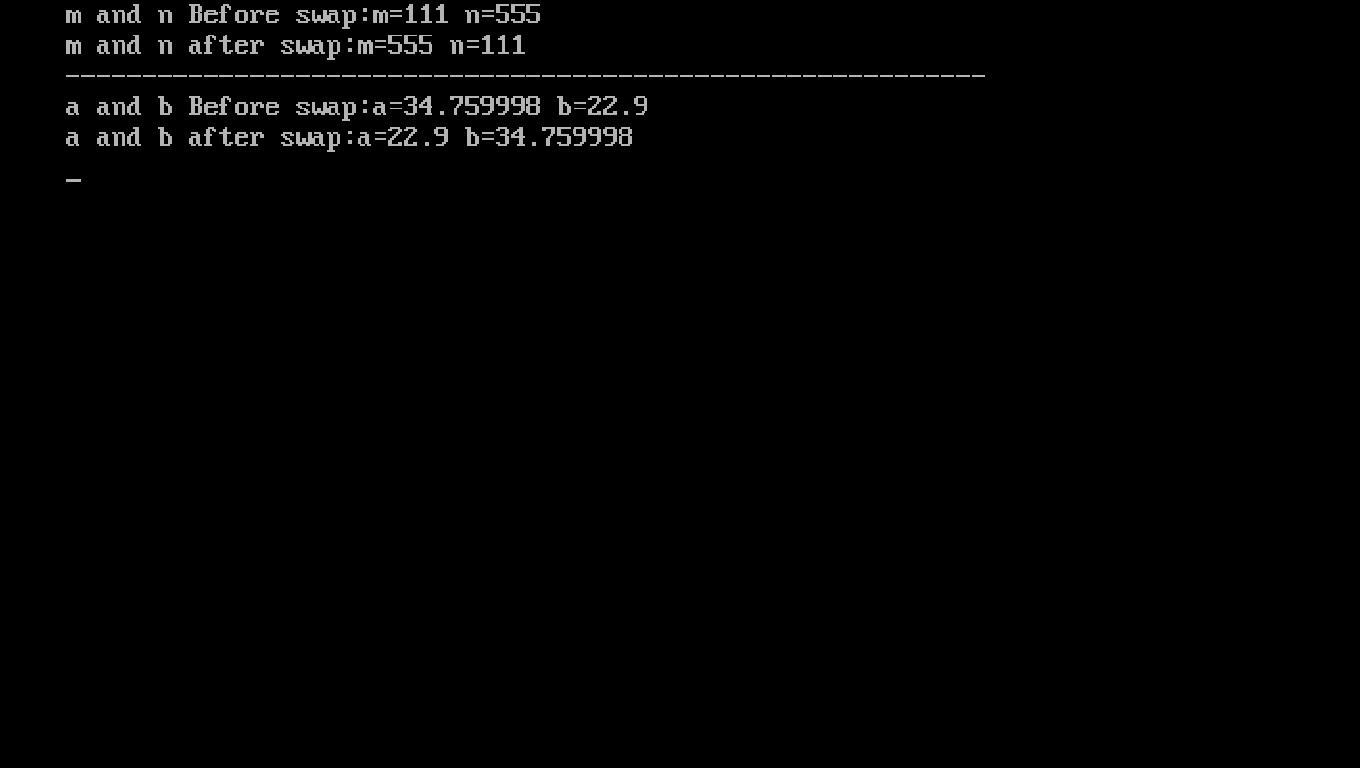 m and n Before swap:m=111 n=555
m and n after swap:m=555 n=111
------------------------------------------------------------
a and b Before swap:a=34.759998 b=22.9
a and b after swap:a=22.9 b=34.759998
_